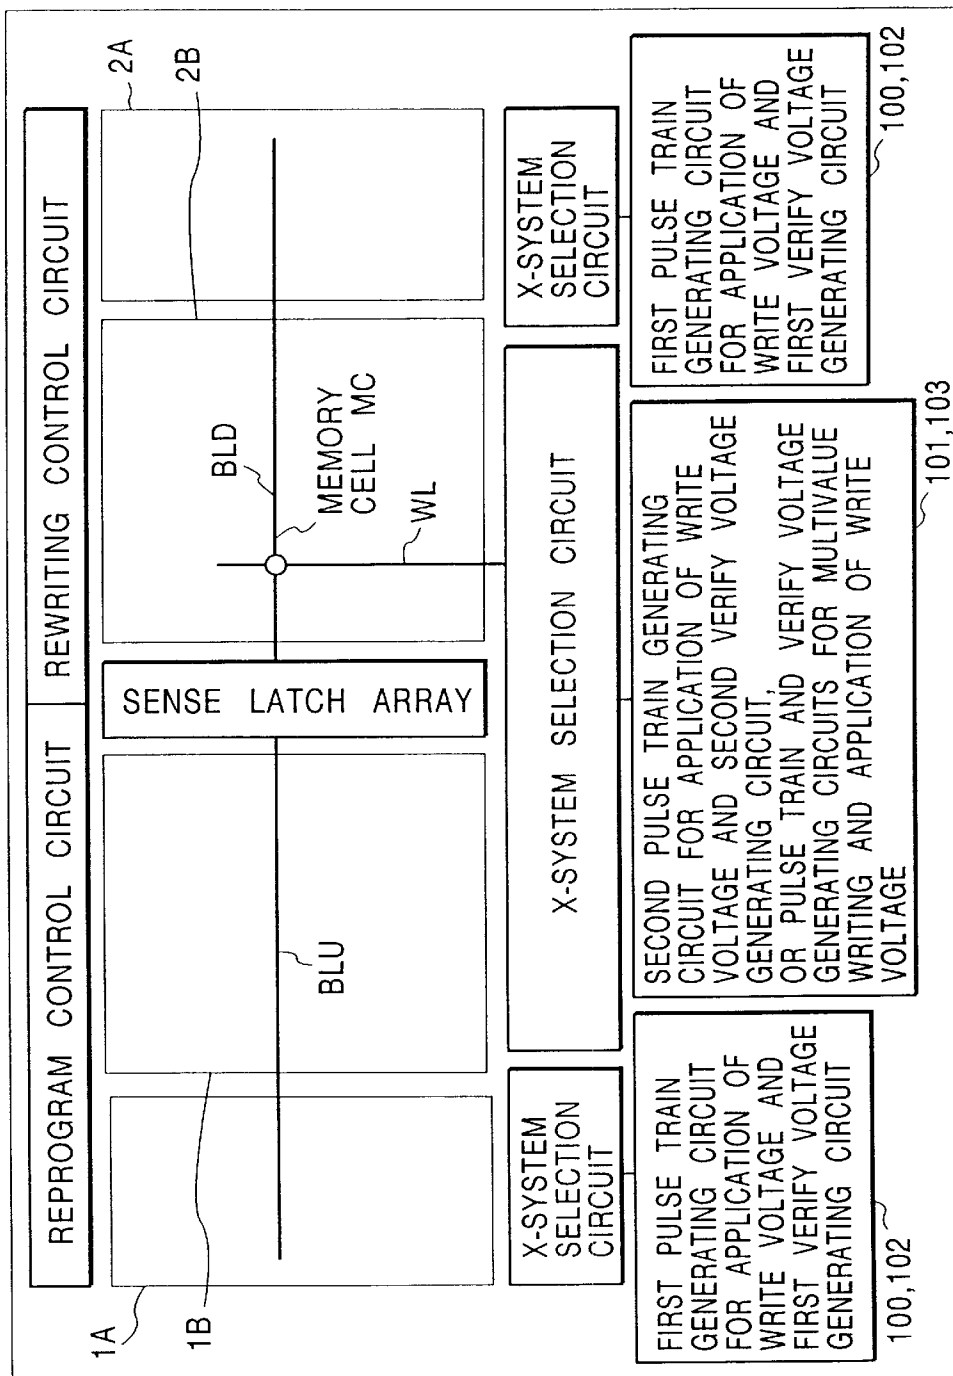 REPROGRAM CONTROL CIRCUIT
REWRITING CONTROL CIRCUIT
1A
1B
2A
2B
BLU
SENSE LATCH ARRAY
BLD
MEMORY
CELL MC
WL
X-SYSTEM
SELECTION
CIRCUIT
X-SYSTEM SELECTION CIRCUIT
X-SYSTEM
SELECTION
CIRCUIT
FIRST PULSE TRAIN
GENERATING CIRCUIT
FOR APPLICATION OF
WRITE VOLTAGE AND
FIRST VERIFY VOLTAGE
GENERATING CIRCUIT
100,102
SECOND PULSE TRAIN GENERATING
CIRCUIT FOR APPLICATION OF WRITE
VOLTAGE AND SECOND VERIFY VOLTAGE
GENERATING CIRCUIT,
OR PULSE TRAIN AND VERIFY VOLTAGE
GENERATING CIRCUITS FOR MULTIVALUE
WRITING AND APPLICATION OF WRITE
VOLTAGE
101,103
FIRST PULSE TRAIN
GENERATING CIRCUIT
FOR APPLICATION OF
WRITE VOLTAGE AND
FIRST VERIFY VOLTAGE
GENERATING CIRCUIT
100,102